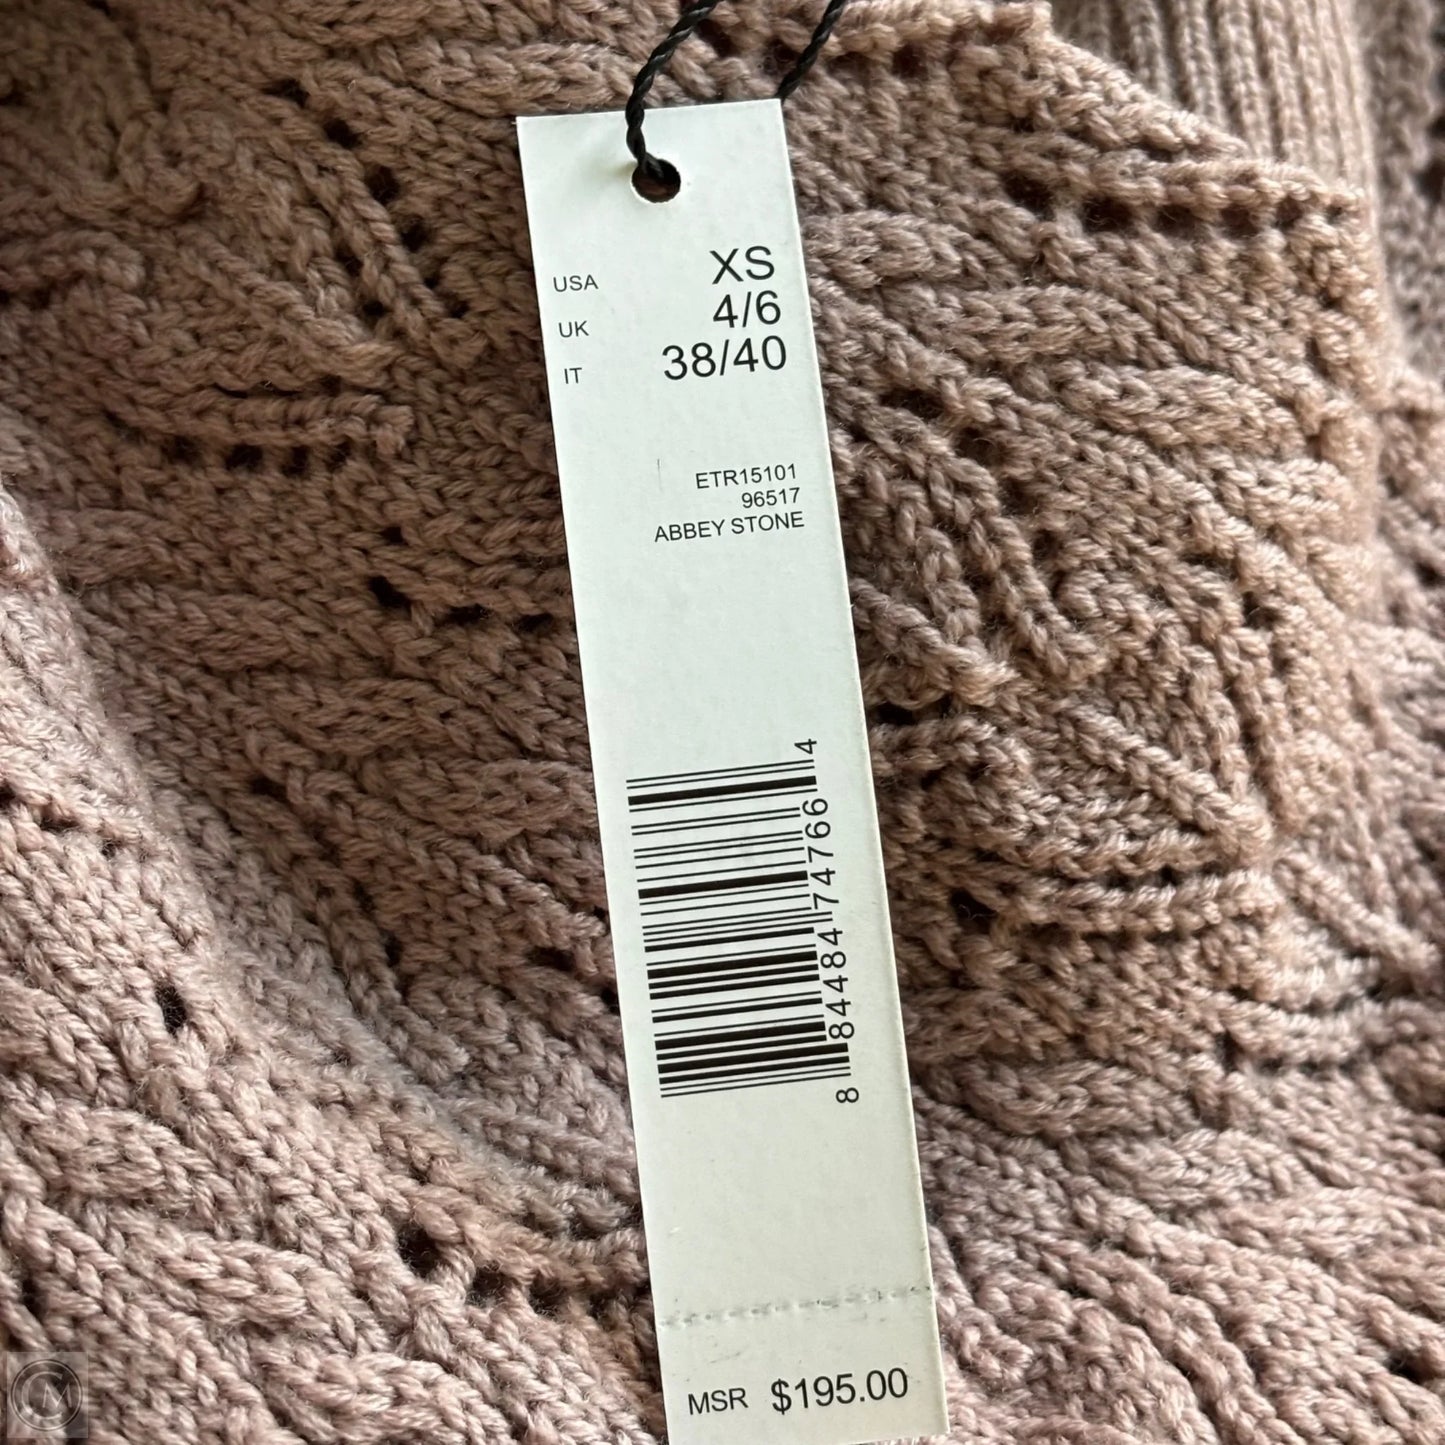 USA XS
UK 4/6
IT 38/40
ETR15101
96517
ABBEY STONE
8 84484 74766 4
MSR $195.00
CM